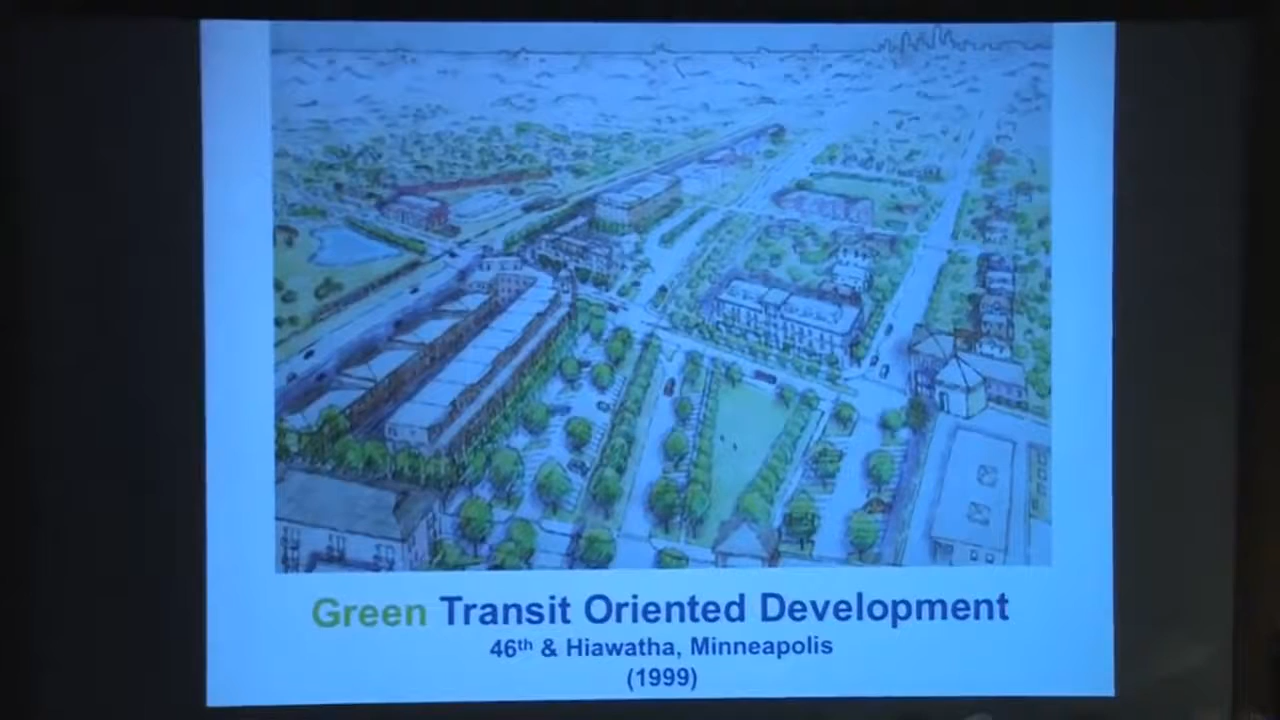 Green Transit Oriented Development
46th & Hiawatha, Minneapolis
(1999)